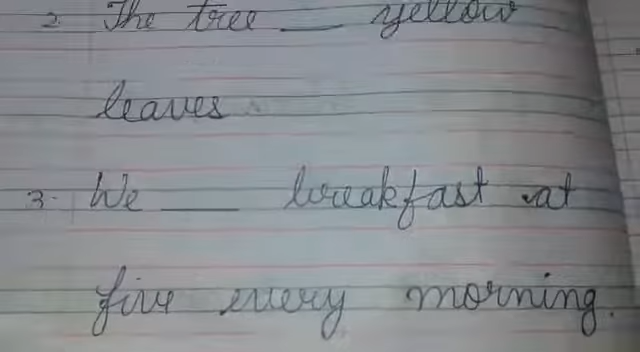 2. The tree ___ yellow
leaves
3. We ___ breakfast at
five every morning.